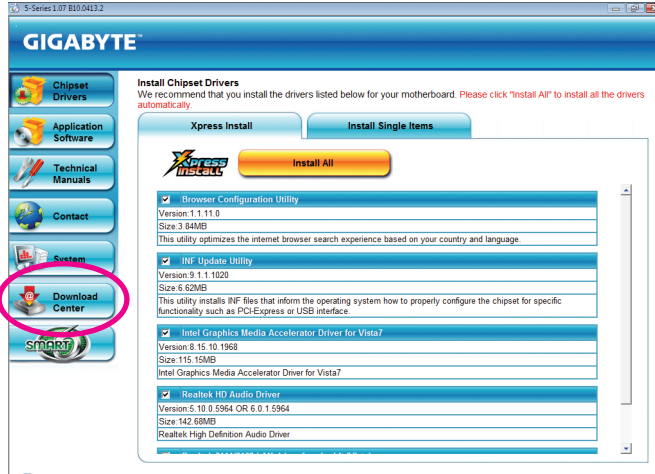 5-Series 1.07 B10.0413.2
GIGABYTE™
Chipset
Drivers
Application
Software
Technical
Manuals
Contact
System
Download
Center
SMART
Install Chipset Drivers
We recommend that you install the drivers listed below for your motherboard. Please click "Install All" to install all the drivers
automatically.
Xpress Install
Install Single Items
Xpress
Install
Install All
Browser Configuration Utility
Version:1.1.11.0
Size:3.84MB
This utility optimizes the internet browser search experience based on your country and language.
INF Update Utility
Version:9.1.1.1020
Size:6.62MB
This utility installs INF files that inform the operating system how to properly configure the chipset for specific
functionality such as PCI-Express or USB interface.
Intel Graphics Media Accelerator Driver for Vista7
Version:8.15.10.1968
Size:115.15MB
Intel Graphics Media Accelerator Driver for Vista7
Realtek HD Audio Driver
Version:5.10.0.5964 OR 6.0.1.5964
Size:142.68MB
Realtek High Definition Audio Driver